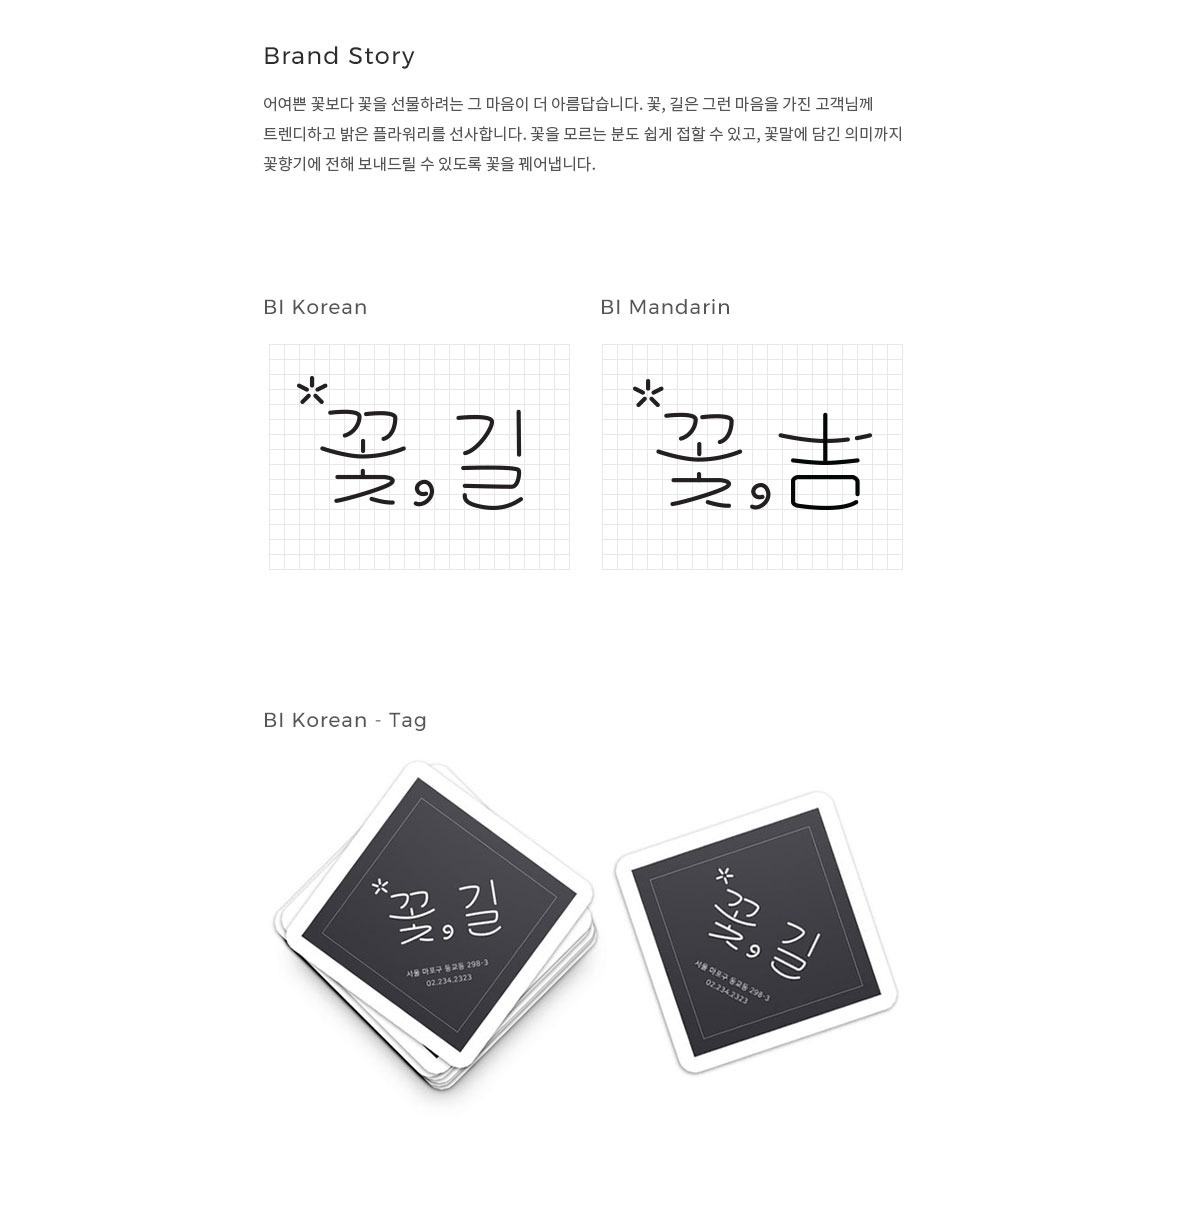 Brand Story
어여쁜 꽃보다 꽃을 선물하려는 그 마음이 더 아름답습니다. 꽃, 길은 그런 마음을 가진 고객님께
트렌디하고 밝은 플라워리를 선사합니다. 꽃을 모르는 분도 쉽게 접할 수 있고, 꽃말에 담긴 의미까지
꽃향기에 전해 보내드릴 수 있도록 꽃을 꿰어냅니다.
BI Korean
BI Mandarin
*꽃, 길
*꽃, 吉
BI Korean - Tag
*꽃, 길
서울 마포구 동교동 298-3
02.234.2323
*꽃, 길
서울 마포구 동교동 298-3
02.234.2323